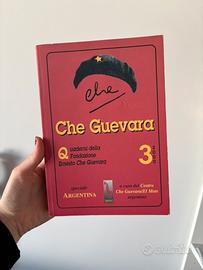 che
Che Guevara
Quaderni della
Fondazione
Ernesto Che Guevara
3
speciale
ARGENTINA
a cura del Centro
Che Guevara/El Mate
argentino
subito